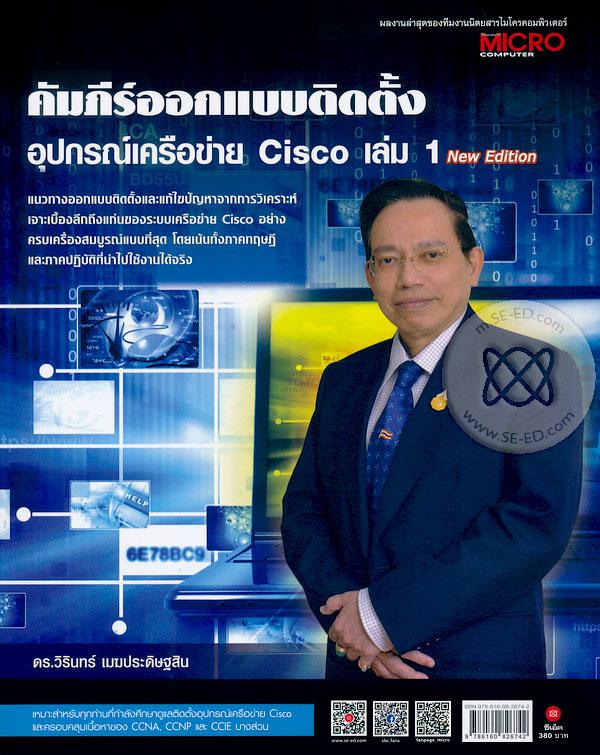 ผลงานล่าสุดของทีมงานนิตยสารไมโครคอมพิวเตอร์
MICRO
COMPUTER
คัมภีร์ออกแบบติดตั้ง
อุปกรณ์เครือข่าย Cisco เล่ม 1 New Edition
แนวทางออกแบบติดตั้งและแก้ไขปัญหาจากการวิเคราะห์
เจาะเบื้องลึกถึงแก่นของระบบเครือข่าย Cisco อย่าง
ครบเครื่องสมบูรณ์แบบที่สุด โดยเน้นทั้งภาคทฤษฎี
และภาคปฏิบัติที่นำไปใช้งานได้จริง
m.SE-ED.com
www.SE-ED.com
HELP
6E78BC9
ดร.วิรินทร์ เมฆประดิษฐสิน
เหมาะสำหรับทุกท่านที่กำลังศึกษาดูแลติดตั้งอุปกรณ์เครือข่าย Cisco
และครอบคลุมเนื้อหาของ CCNA, CCNP และ CCIE บางส่วน
www.se-ed.com
sbc.fans
fanpage_micro
ISBN 978-616-08-2674-2
9 786160 826742
ซีเอ็ด
380 บาท